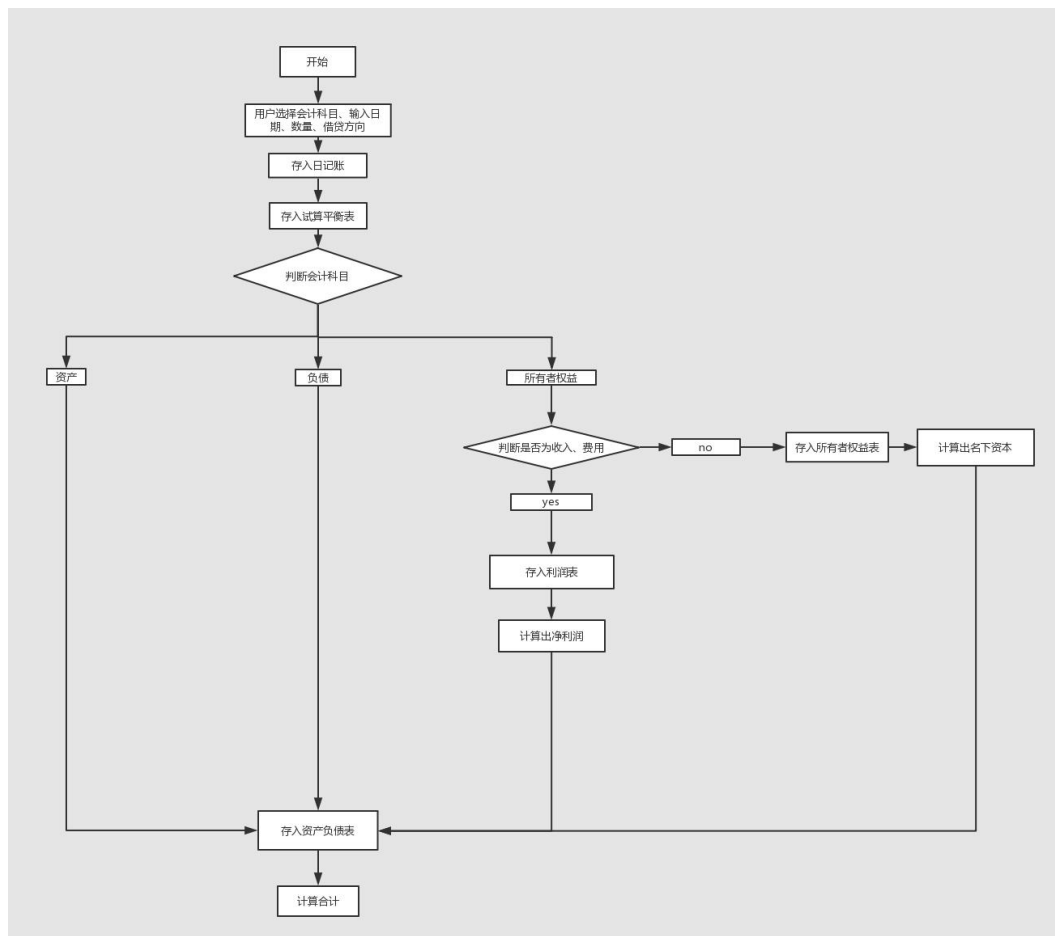 开始
用户选择会计科目、输入日
期、数量、借贷方向
存入日记账
存入试算平衡表
判断会计科目
资产
负债
所有者权益
判断是否为收入、费用
no
存入所有者权益表
计算出名下资本
yes
存入利润表
计算出净利润
存入资产负债表
计算合计